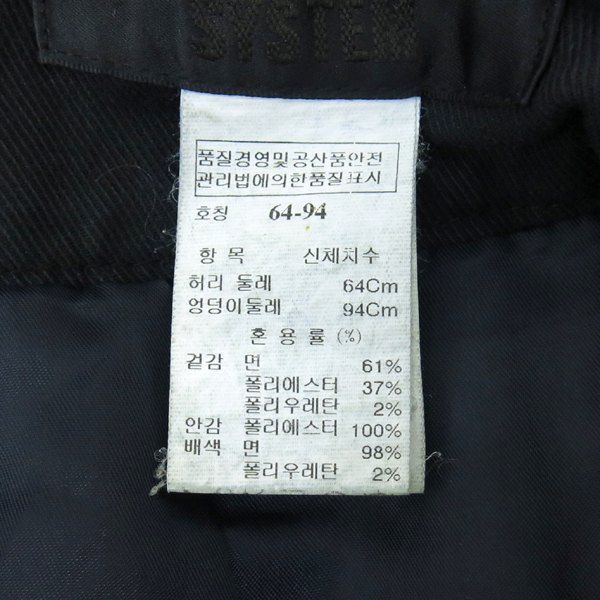 SYSTEM
품질경영및공산품안전
관리법에의한품질표시
호칭 64-94
항 목 신체치수
허리 둘레 64Cm
엉덩이둘레 94Cm
혼 용 률 (%)
겉감 면 61%
폴리에스터 37%
폴리우레탄 2%
안감 폴리에스터 100%
배색 면 98%
폴리우레탄 2%